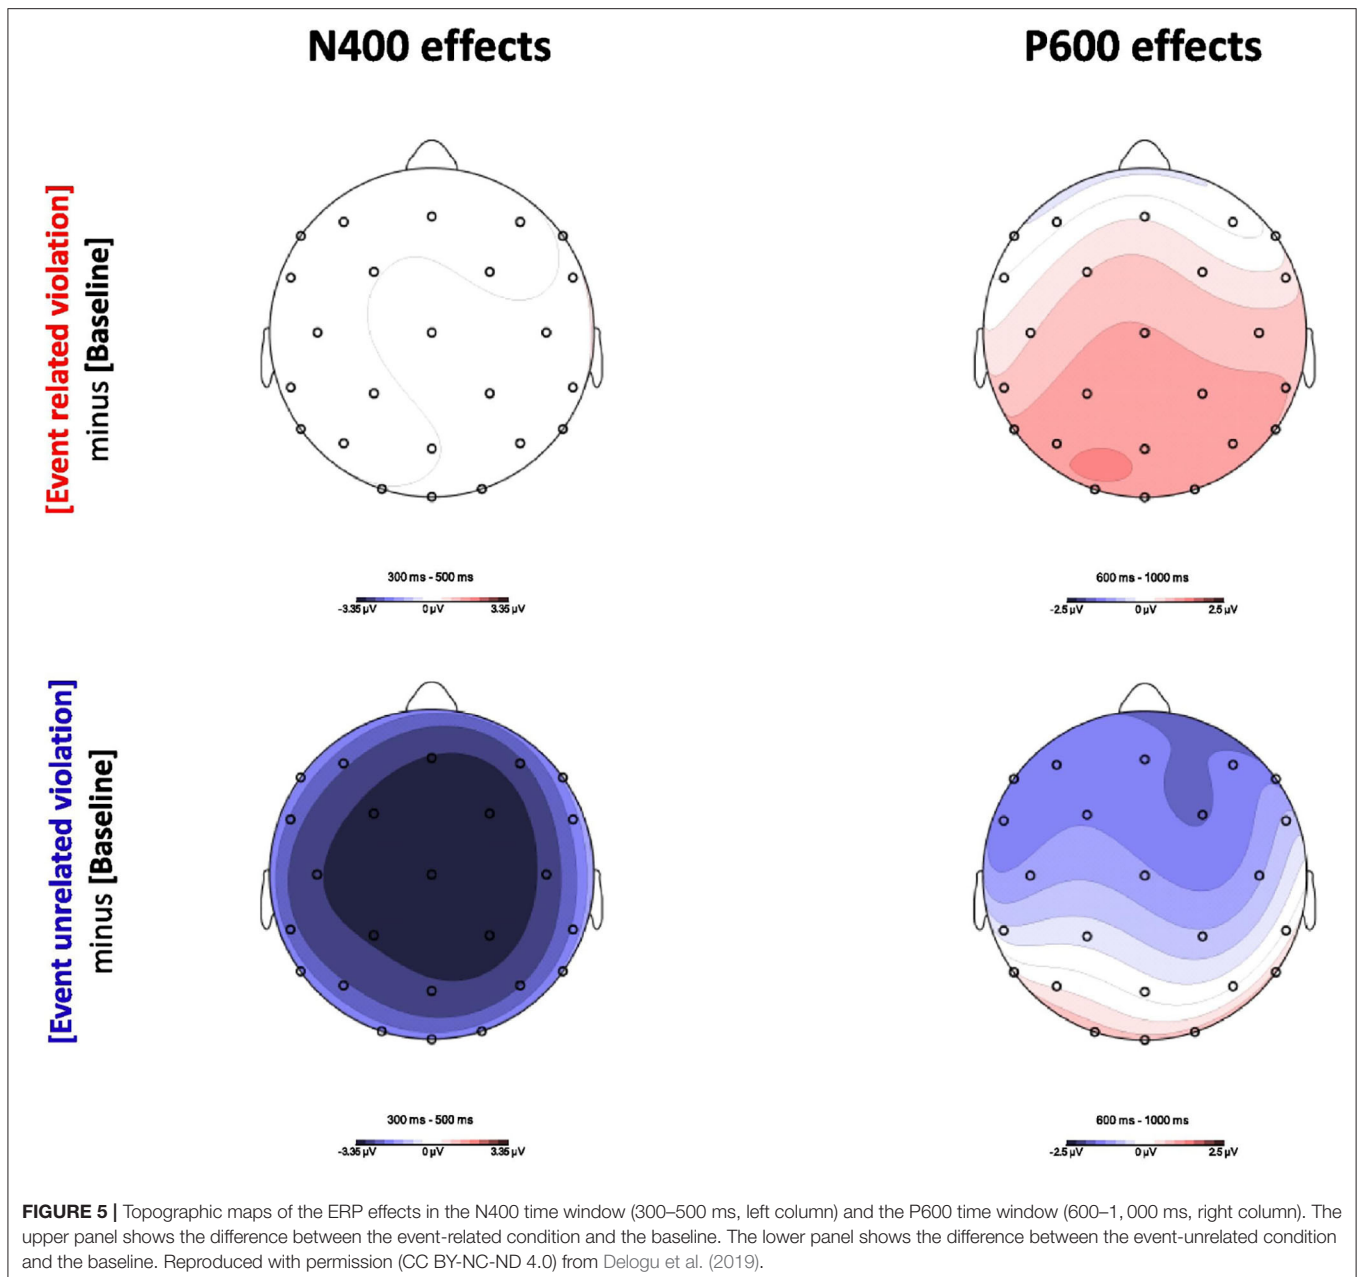 N400 effects
P600 effects
[Event related violation]
minus [Baseline]
300 ms - 500 ms
-3.35 µV 0 µV 3.35 µV
600 ms - 1000 ms
-2.5 µV 0 µV 2.5 µV
[Event unrelated violation]
minus [Baseline]
300 ms - 500 ms
-3.35 µV 0 µV 3.35 µV
600 ms - 1000 ms
-2.5 µV 0 µV 2.5 µV
FIGURE 5 | Topographic maps of the ERP effects in the N400 time window (300–500 ms, left column) and the P600 time window (600–1, 000 ms, right column). The
upper panel shows the difference between the event-related condition and the baseline. The lower panel shows the difference between the event-unrelated condition
and the baseline. Reproduced with permission (CC BY-NC-ND 4.0) from Delogu et al. (2019).